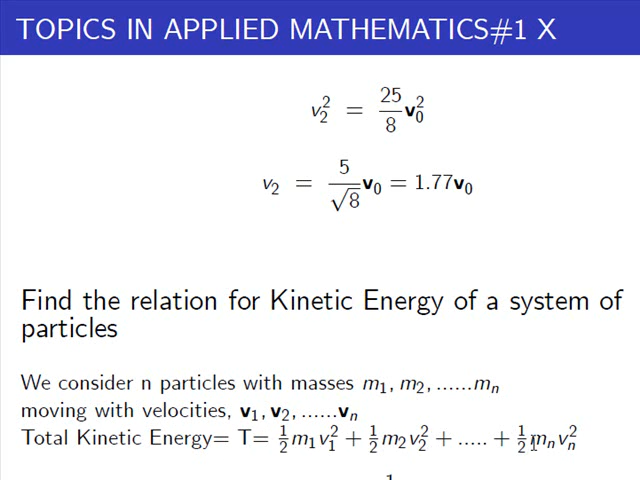 TOPICS IN APPLIED MATHEMATICS#1 X
v₂² = 25/8 v₀²
v₂ = 5/√8 v₀ = 1.77v₀
Find the relation for Kinetic Energy of a system of
particles
We consider n particles with masses m₁, m₂, ......mₙ
moving with velocities, v₁, v₂, ......vₙ
Total Kinetic Energy= T= ½m₁v₁² + ½m₂v₂² + ..... + ½mₙvₙ²
1